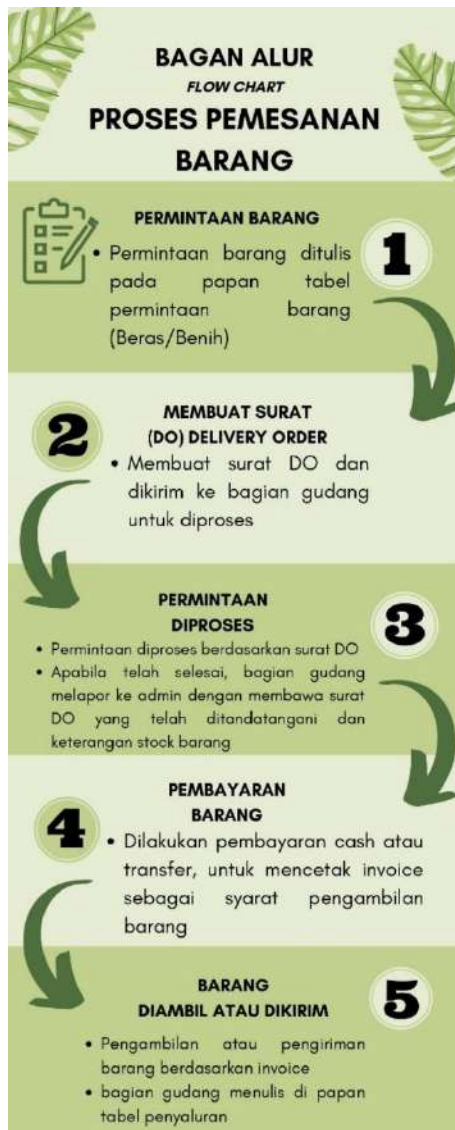 BAGAN ALUR
FLOW CHART
PROSES PEMESANAN
BARANG
PERMINTAAN BARANG
1
• Permintaan barang ditulis
pada papan tabel
permintaan barang
(Beras/Benih)
2
MEMBUAT SURAT
(DO) DELIVERY ORDER
• Membuat surat DO dan
dikirim ke bagian gudang
untuk diproses
PERMINTAAN
DIPROSES
3
• Permintaan diproses berdasarkan surat DO
• Apabila telah selesai, bagian gudang
melapor ke admin dengan membawa surat
DO yang telah ditandatangani dan
keterangan stock barang
PEMBAYARAN
BARANG
4
• Dilakukan pembayaran cash atau
transfer, untuk mencetak invoice
sebagai syarat pengambilan
barang
BARANG
DIAMBIL ATAU DIKIRIM
5
• Pengambilan atau pengiriman
barang berdasarkan invoice
• bagian gudang menulis di papan
tabel penyaluran